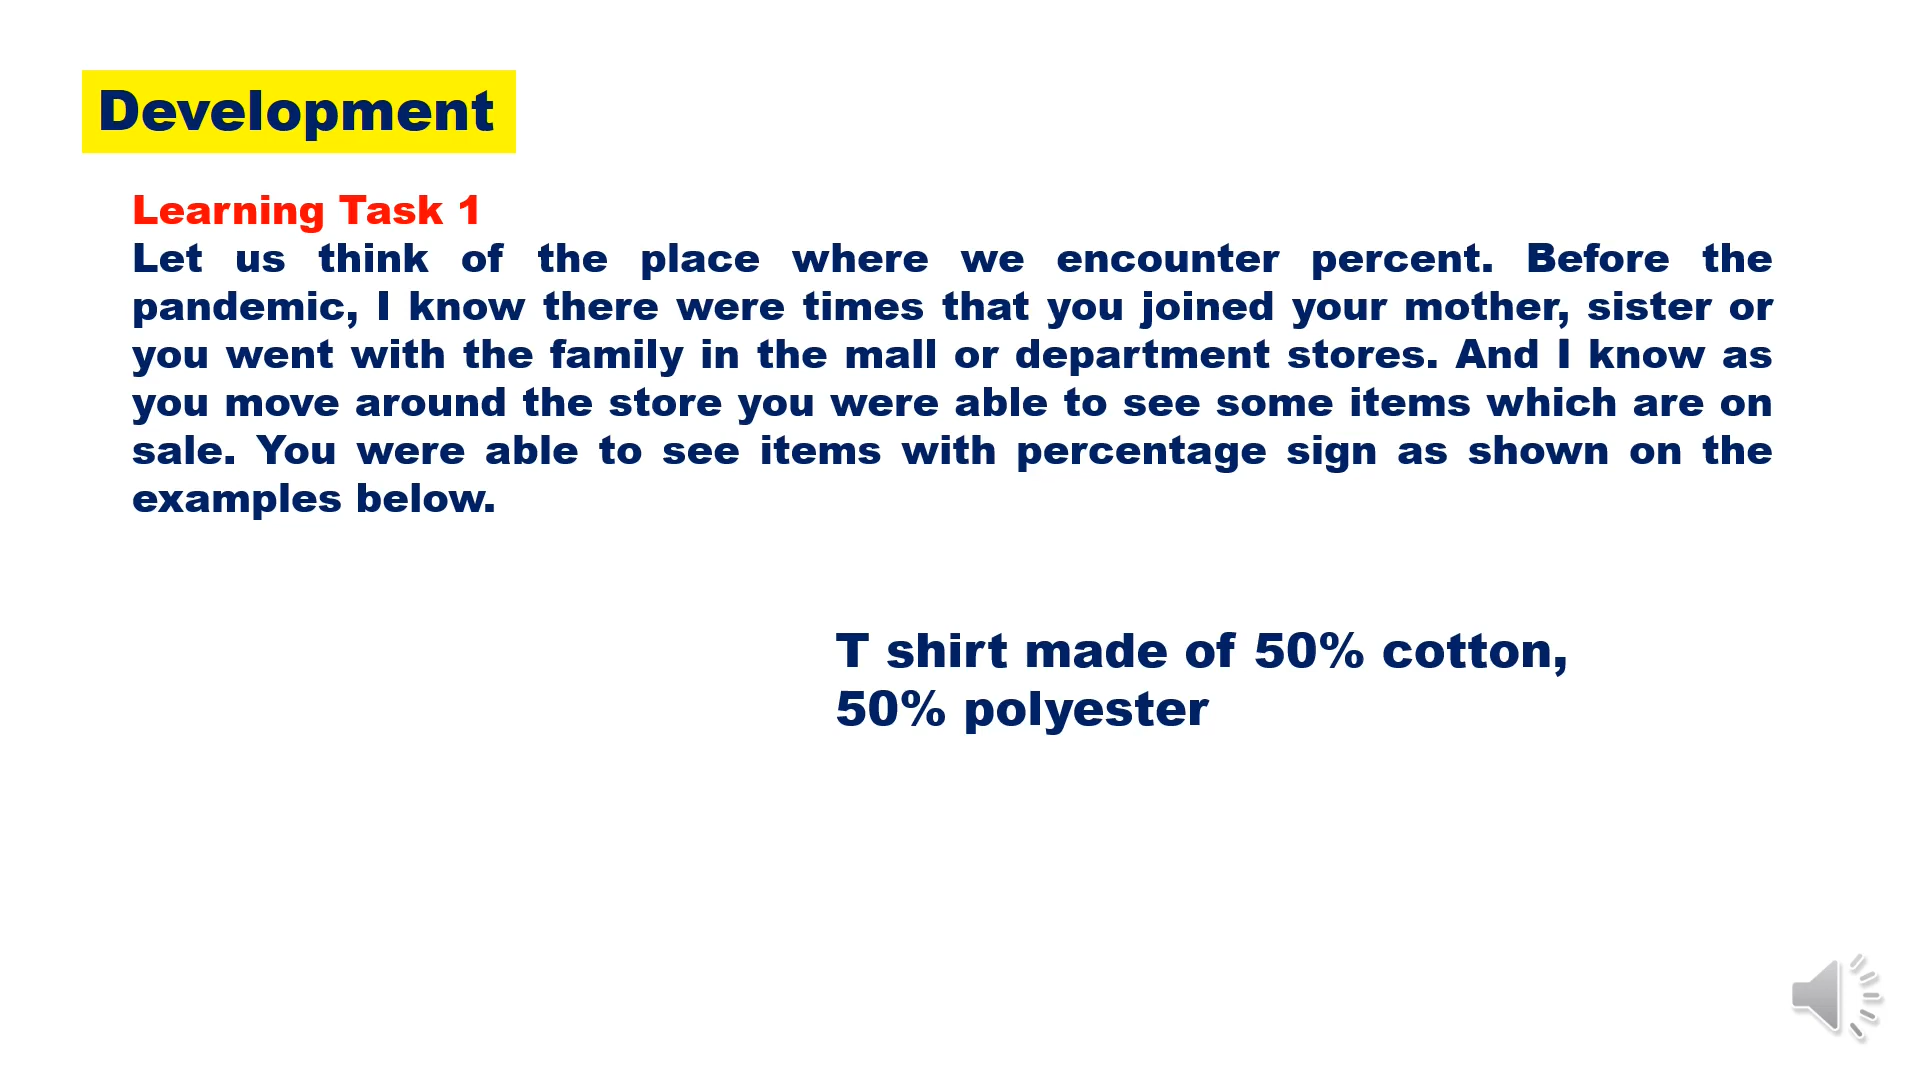 Development
Learning Task 1
Let us think of the place where we encounter percent. Before the
pandemic, I know there were times that you joined your mother, sister or
you went with the family in the mall or department stores. And I know as
you move around the store you were able to see some items which are on
sale. You were able to see items with percentage sign as shown on the
examples below.
T shirt made of 50% cotton,
50% polyester